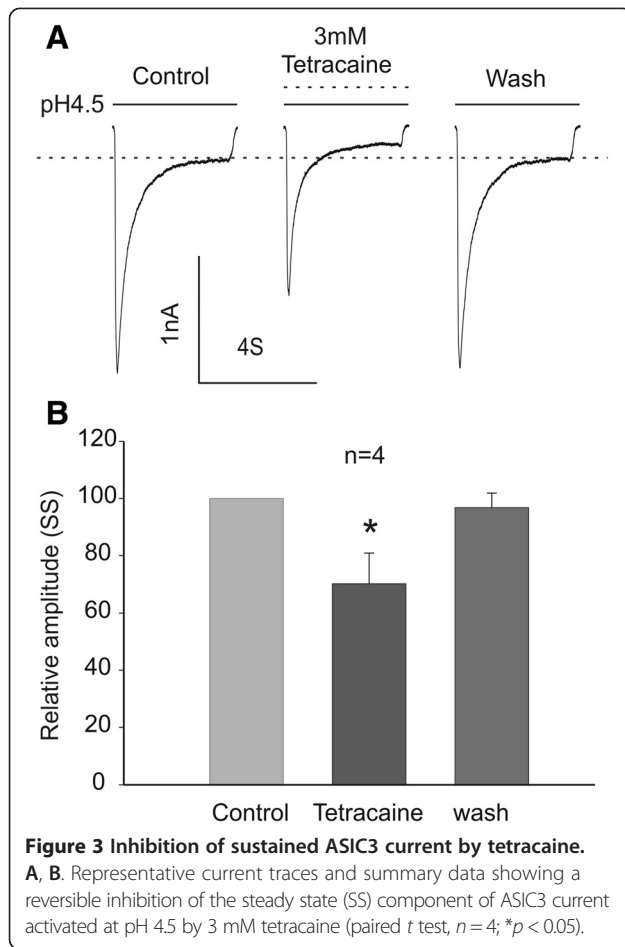 A
3mM
Control Tetracaine Wash
pH4.5
1nA
4S
B
120
100
80
60
40
20
0
Relative amplitude (SS)
n=4
*
Control Tetracaine wash
Figure 3 Inhibition of sustained ASIC3 current by tetracaine.
A, B. Representative current traces and summary data showing a
reversible inhibition of the steady state (SS) component of ASIC3 current
activated at pH 4.5 by 3 mM tetracaine (paired t test, n = 4; *p < 0.05).